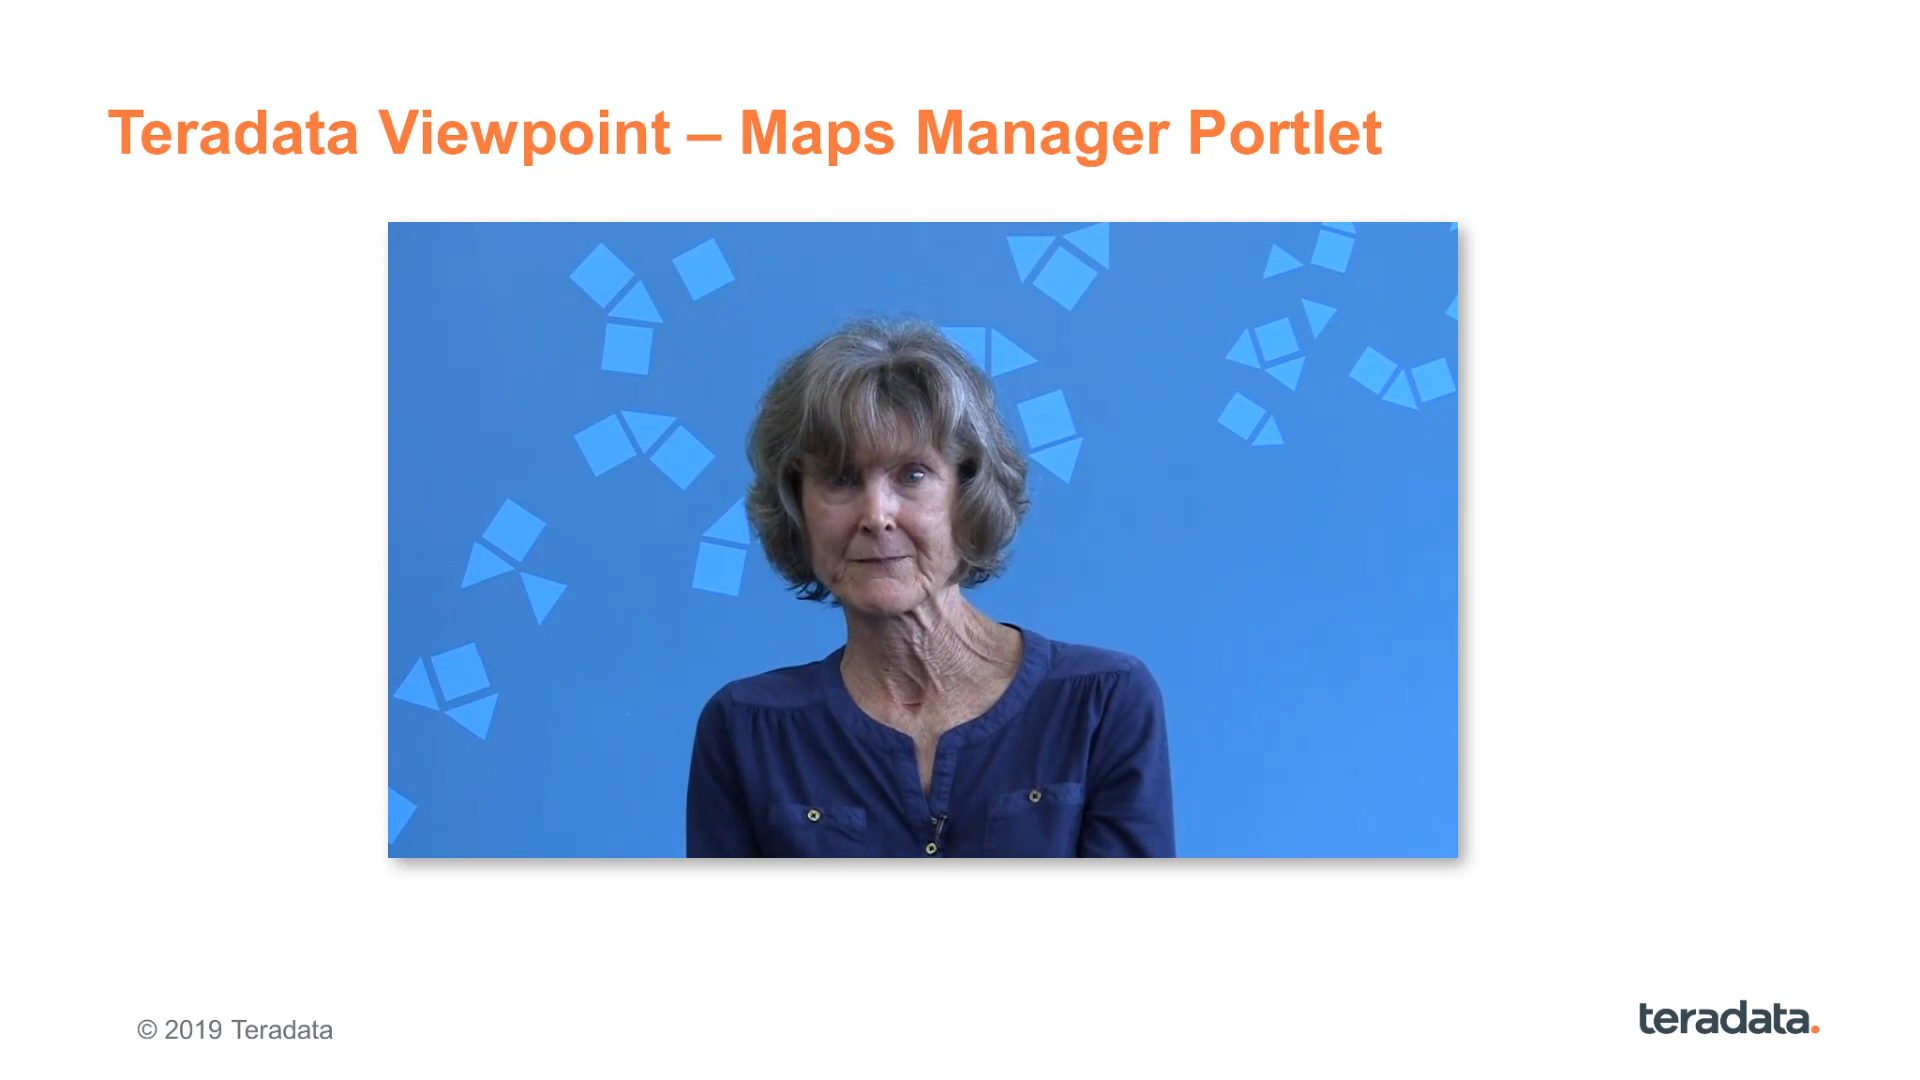 Teradata Viewpoint – Maps Manager Portlet
© 2019 Teradata
teradata.